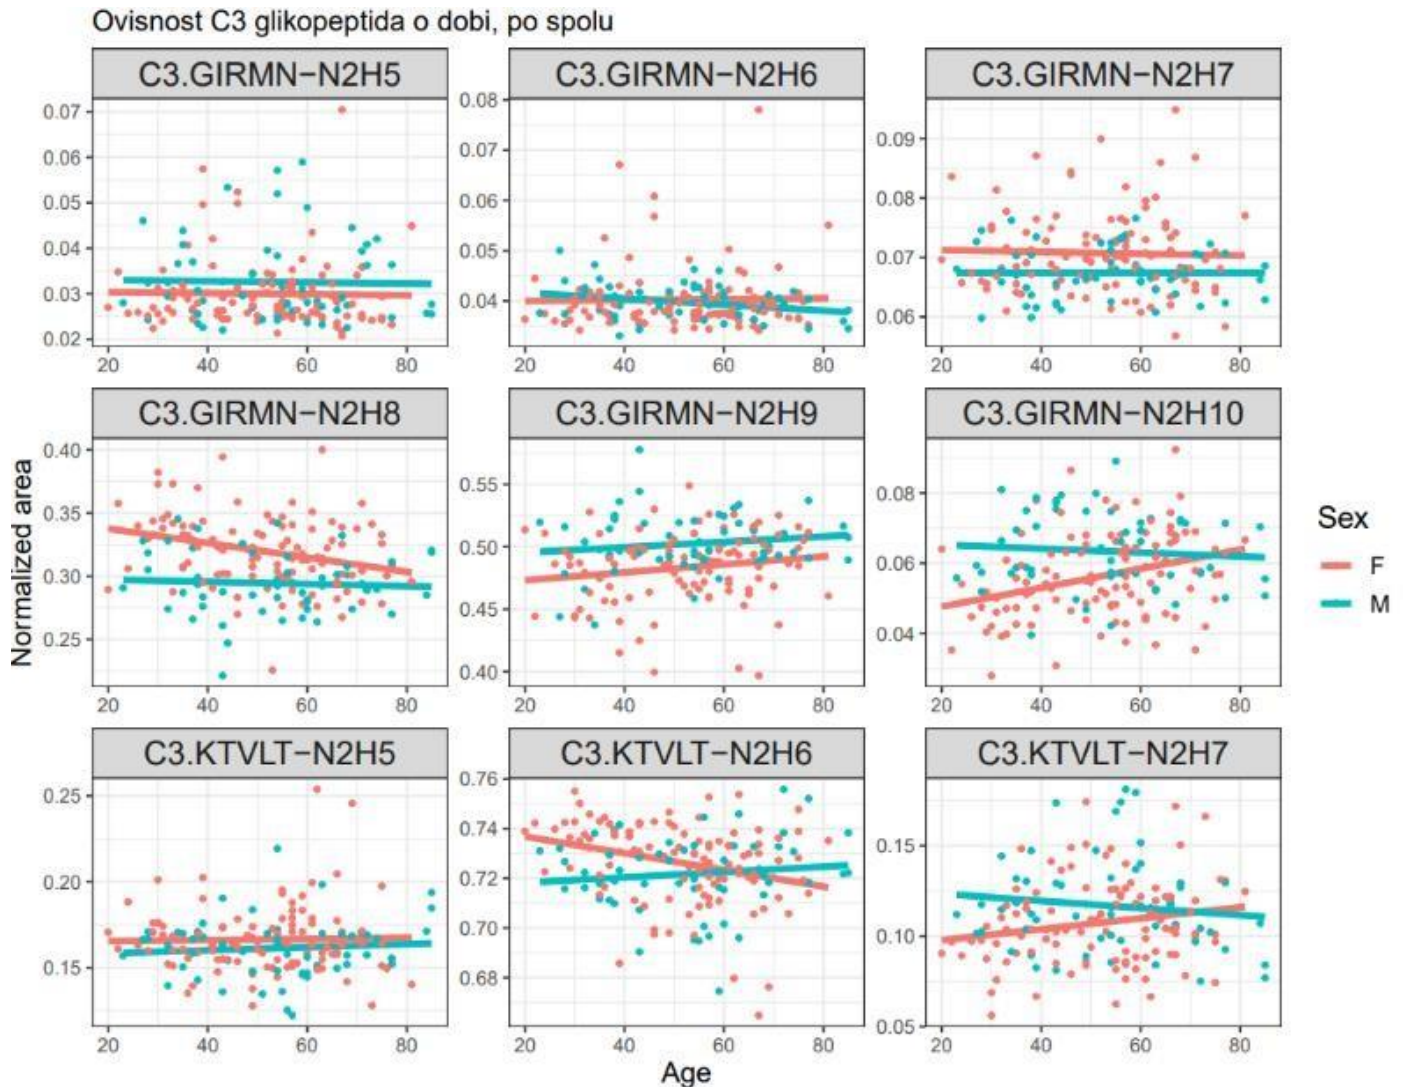 Ovisnost C3 glikopeptida o dobi, po spolu
C3.GIRMN−N2H5
C3.GIRMN−N2H6
C3.GIRMN−N2H7
0.07
0.06
0.05
0.04
0.03
0.02
20 40 60 80
0.08
0.07
0.06
0.05
0.04
20 40 60 80
0.09
0.08
0.07
0.06
20 40 60 80
C3.GIRMN−N2H8
C3.GIRMN−N2H9
C3.GIRMN−N2H10
0.40
0.35
0.30
0.25
20 40 60 80
0.55
0.50
0.45
0.40
20 40 60 80
0.08
0.06
0.04
20 40 60 80
C3.KTVLT−N2H5
C3.KTVLT−N2H6
C3.KTVLT−N2H7
0.25
0.20
0.15
20 40 60 80
0.76
0.74
0.72
0.70
0.68
20 40 60 80
0.15
0.10
0.05
20 40 60 80
Normalized area
Age
Sex
F
M